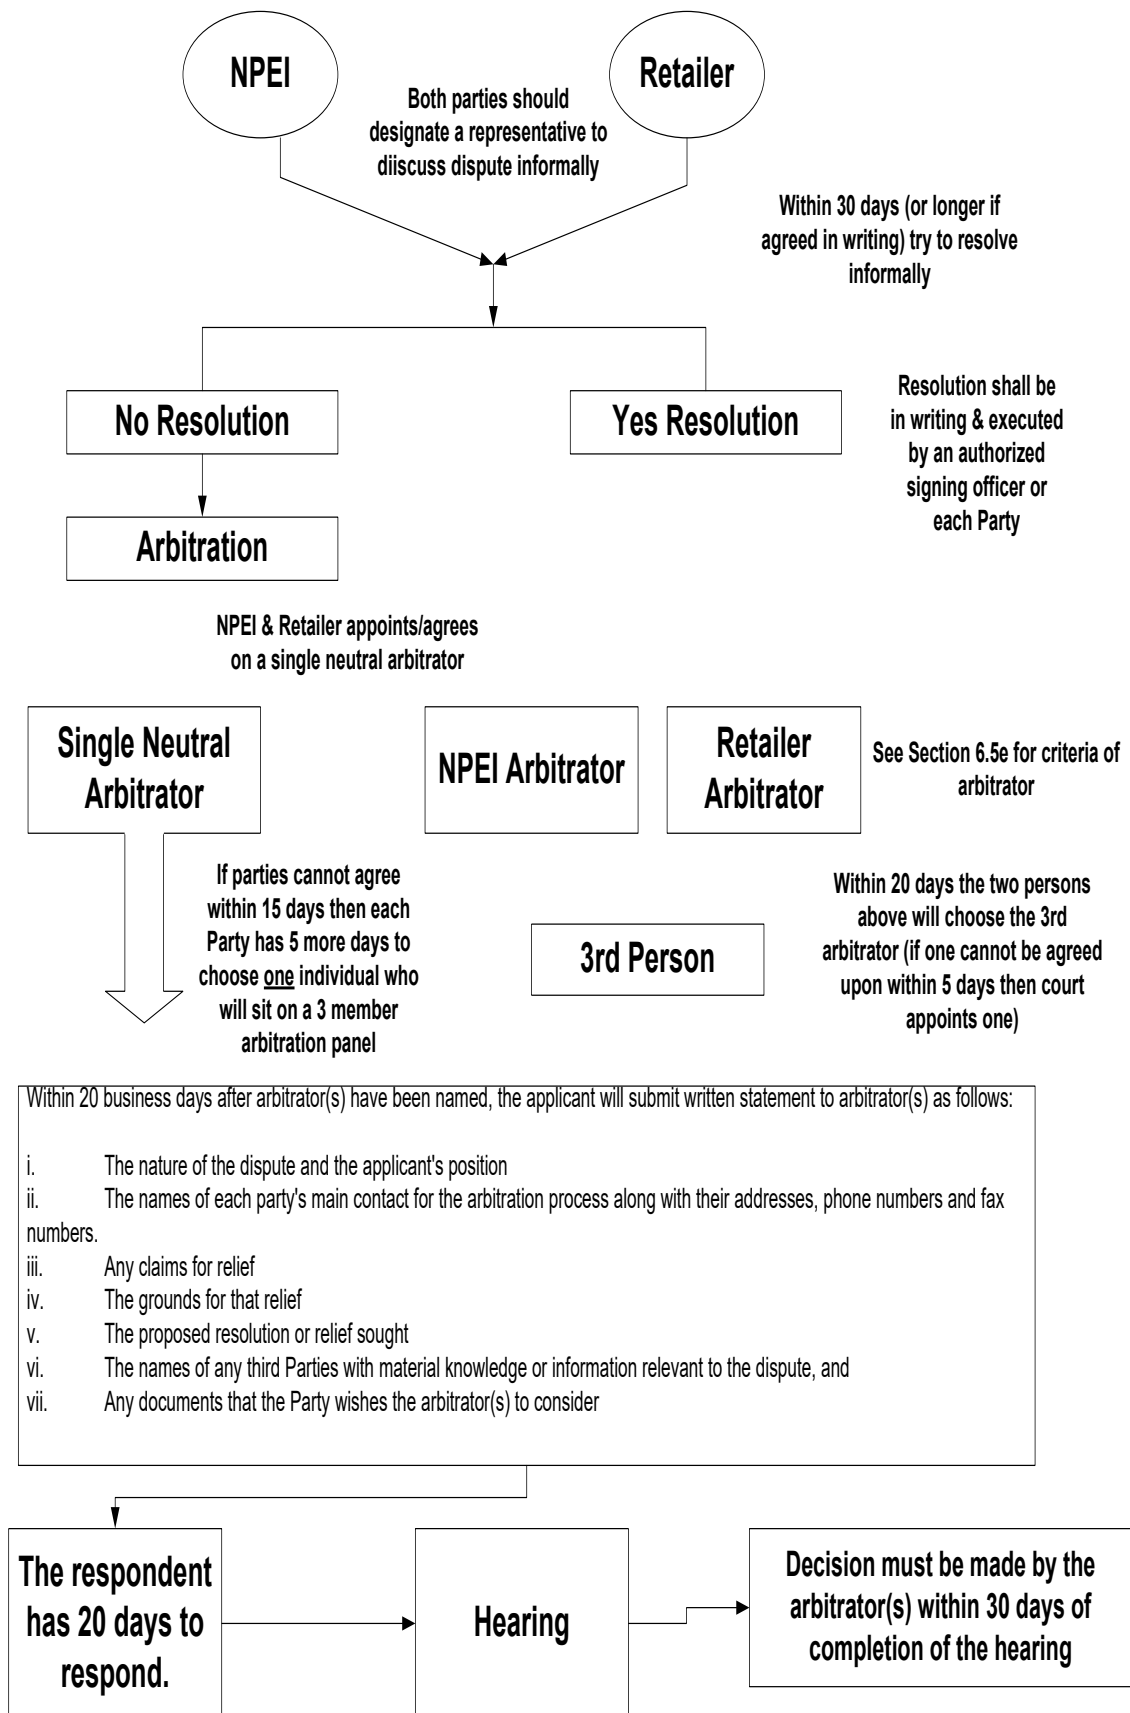 NPEI
Retailer
Both parties should
designate a representative to
diiscuss dispute informally
Within 30 days (or longer if
agreed in writing) try to resolve
informally
No Resolution
Yes Resolution
Resolution shall be
in writing & executed
by an authorized
signing officer or
each Party
Arbitration
NPEI & Retailer appoints/agrees
on a single neutral arbitrator
Single Neutral
Arbitrator
NPEI Arbitrator
Retailer
Arbitrator
See Section 6.5e for criteria of
arbitrator
If parties cannot agree
within 15 days then each
Party has 5 more days to
choose one individual who
will sit on a 3 member
arbitration panel
3rd Person
Within 20 days the two persons
above will choose the 3rd
arbitrator (if one cannot be agreed
upon within 5 days then court
appoints one)
Within 20 business days after arbitrator(s) have been named, the applicant will submit written statement to arbitrator(s) as follows:
i. The nature of the dispute and the applicant's position
ii. The names of each party's main contact for the arbitration process along with their addresses, phone numbers and fax
numbers.
iii. Any claims for relief
iv. The grounds for that relief
v. The proposed resolution or relief sought
vi. The names of any third Parties with material knowledge or information relevant to the dispute, and
vii. Any documents that the Party wishes the arbitrator(s) to consider
The respondent
has 20 days to
respond.
Hearing
Decision must be made by the
arbitrator(s) within 30 days of
completion of the hearing